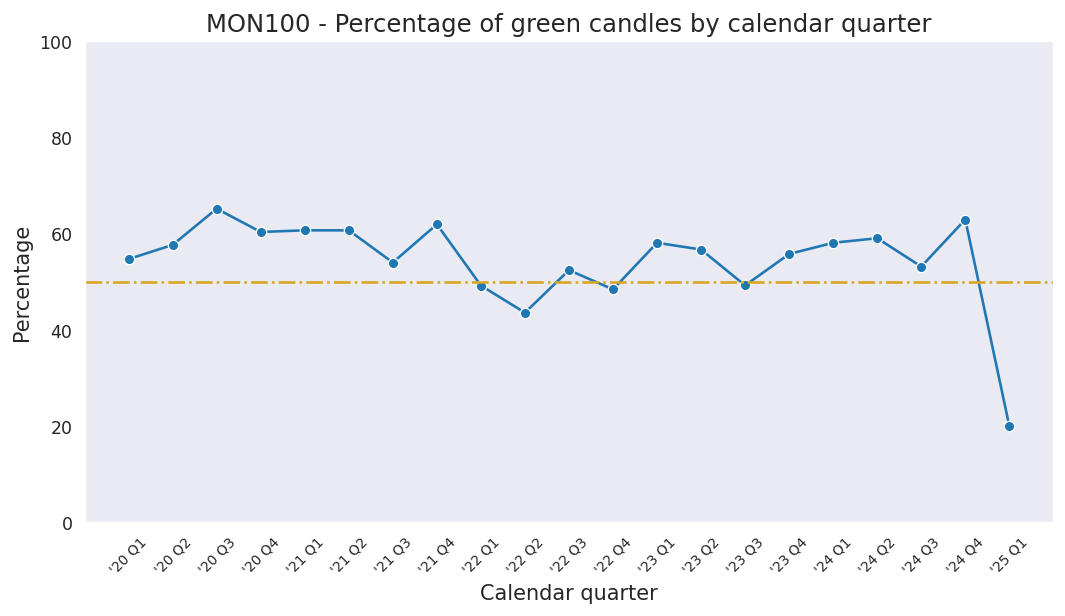 MON100 - Percentage of green candles by calendar quarter
100
80
60
40
20
0
Percentage
'20 Q1
'20 Q2
'20 Q3
'20 Q4
'21 Q1
'21 Q2
'21 Q3
'21 Q4
'22 Q1
'22 Q2
'22 Q3
'22 Q4
'23 Q1
'23 Q2
'23 Q3
'23 Q4
'24 Q1
'24 Q2
'24 Q3
'24 Q4
'25 Q1
Calendar quarter